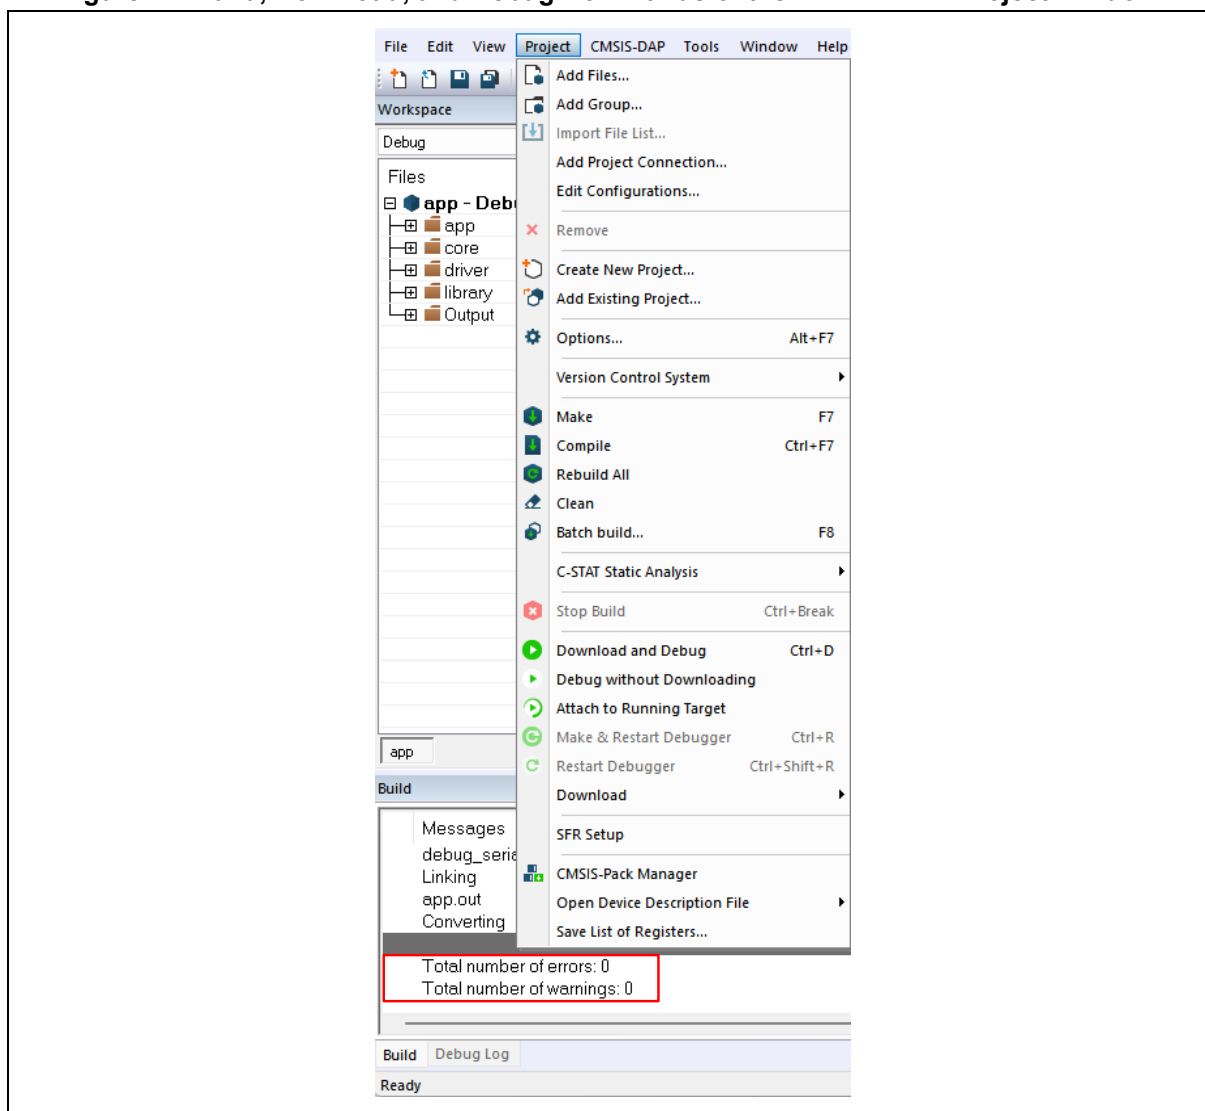 File Edit View Project CMSIS-DAP Tools Window Help
Workspace
Debug
Files
app - Deb
app
core
driver
library
Output
app
Add Files...
Add Group...
Import File List...
Add Project Connection...
Edit Configurations...
Remove
Create New Project...
Add Existing Project...
Options... Alt+F7
Version Control System
Make F7
Compile Ctrl+F7
Rebuild All
Clean
Batch build... F8
C-STAT Static Analysis
Stop Build Ctrl+Break
Download and Debug Ctrl+D
Debug without Downloading
Attach to Running Target
Make & Restart Debugger Ctrl+R
Restart Debugger Ctrl+Shift+R
Download
SFR Setup
CMSIS-Pack Manager
Open Device Description File
Save List of Registers...
Build
Messages
debug_seria
Linking
app.out
Converting
Total number of errors: 0
Total number of warnings: 0
Build Debug Log
Ready